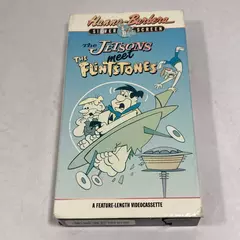 Hanna-Barbera
SUPER SCREEN
The JETSONS
meet
THE FLINTSTONES
A FEATURE-LENGTH VIDEOCASSETTE